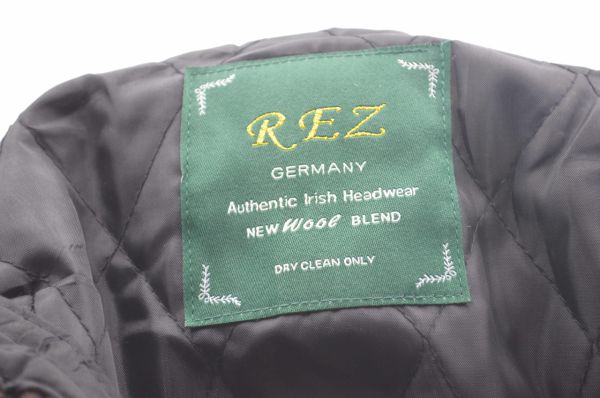 REZ
GERMANY
Authentic Irish Headwear
NEW Wool BLEND
DRY CLEAN ONLY